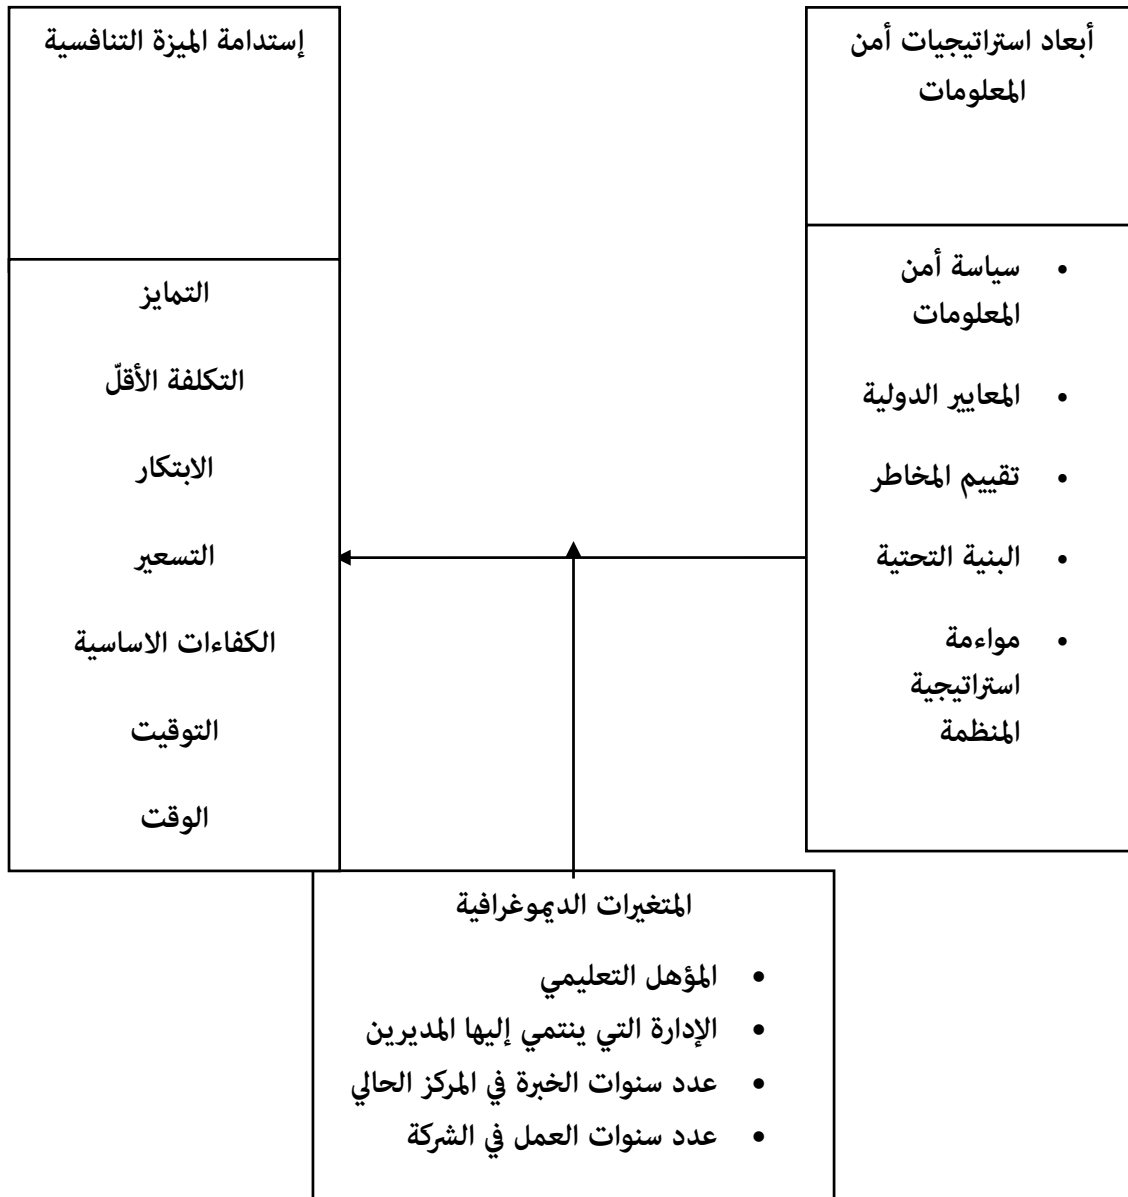 أبعاد استراتيجيات أمن
المعلومات
• سياسة أمن
المعلومات
• المعايير الدولية
• تقييم المخاطر
• البنية التحتية
• مواءمة
استراتيجية
المنظمة
إستدامة الميزة التنافسية
التمايز
التكلفة الأقلّ
الابتكار
التسعير
الكفاءات الاساسية
التوقيت
الوقت
المتغيرات الديموغرافية
• المؤهل التعليمي
• الإدارة التي ينتمي إليها المديرين
• عدد سنوات الخبرة في المركز الحالي
• عدد سنوات العمل في الشركة